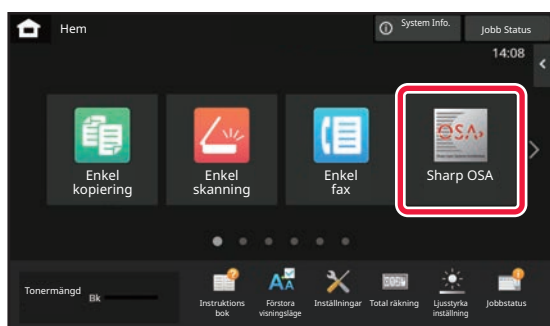 Hem
System Info.
Jobb Status
14:08
OSA
Enkel
kopiering
Enkel
skanning
Enkel
fax
Sharp OSA
Tonermängd
Bk
Instruktions
bok
Förstora
visningsläge
Inställningar
Total räkning
Ljusstyrka
inställning
Jobbstatus